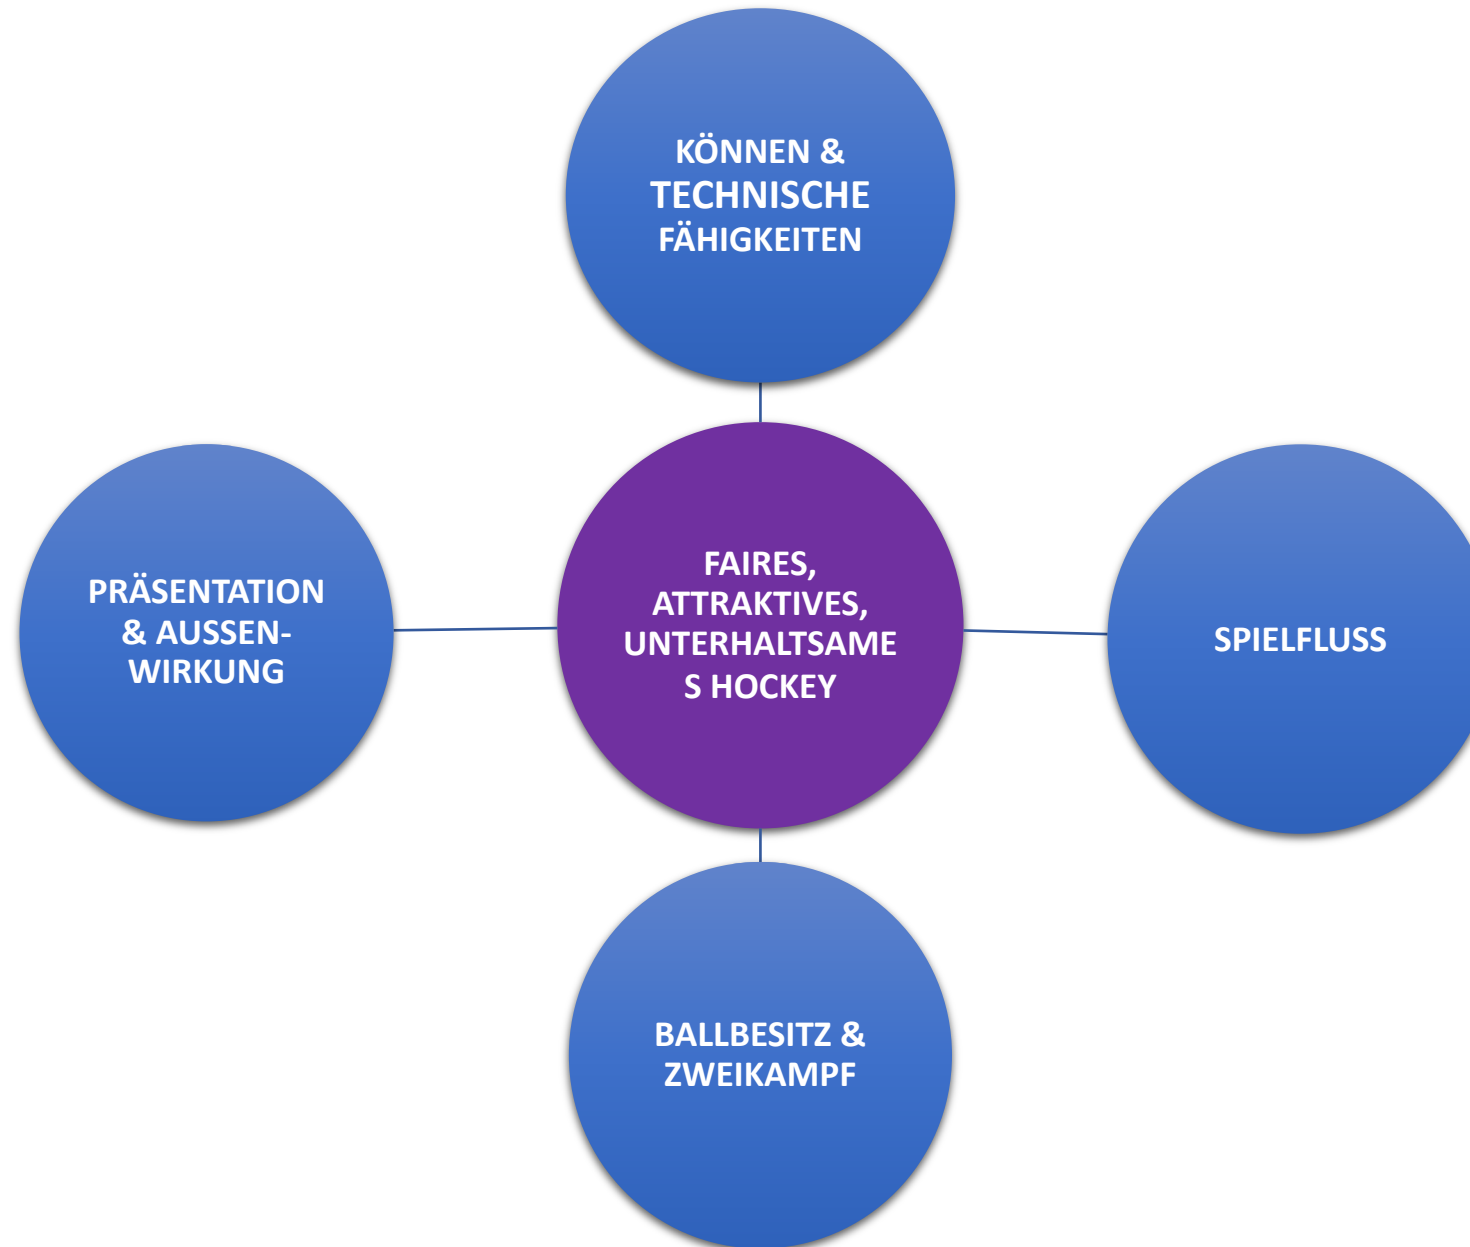 KÖNNEN &
TECHNISCHE
FÄHIGKEITEN
PRÄSENTATION
& AUSSEN-
WIRKUNG
FAIRES,
ATTRAKTIVES,
UNTERHALTSAME
S HOCKEY
SPIELFLUSS
BALLBESITZ &
ZWEIKAMPF